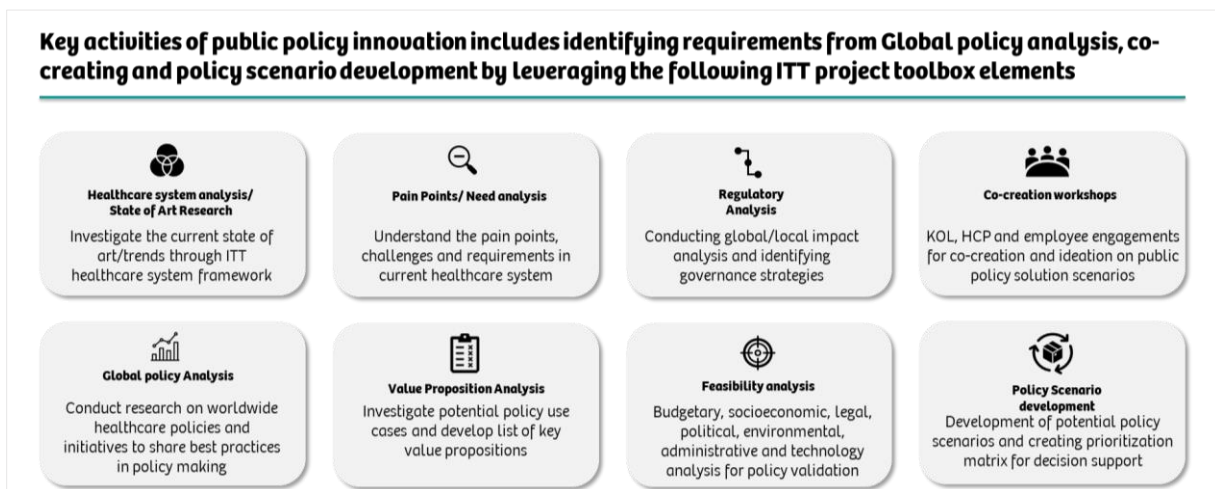 Key activities of public policy innovation includes identifying requirements from Global policy analysis, co-
creating and policy scenario development by leveraging the following ITT project toolbox elements
Healthcare system analysis/
State of Art Research
Investigate the current state of
art/trends through ITT
healthcare system framework
Pain Points/ Need analysis
Understand the pain points,
challenges and requirements in
current healthcare system
Regulatory
Analysis
Conducting global/local impact
analysis and identifying
governance strategies
Co-creation workshops
KOL, HCP and employee engagements
for co-creation and ideation on public
policy solution scenarios
Global policy Analysis
Conduct research on worldwide
healthcare policies and
initiatives to share best practices
in policy making
Value Proposition Analysis
Investigate potential policy use
cases and develop list of key
value propositions
Feasibility analysis
Budgetary, socioeconomic, legal,
political, environmental,
administrative and technology
analysis for policy validation
Policy Scenario
development
Development of potential policy
scenarios and creating prioritization
matrix for decision support